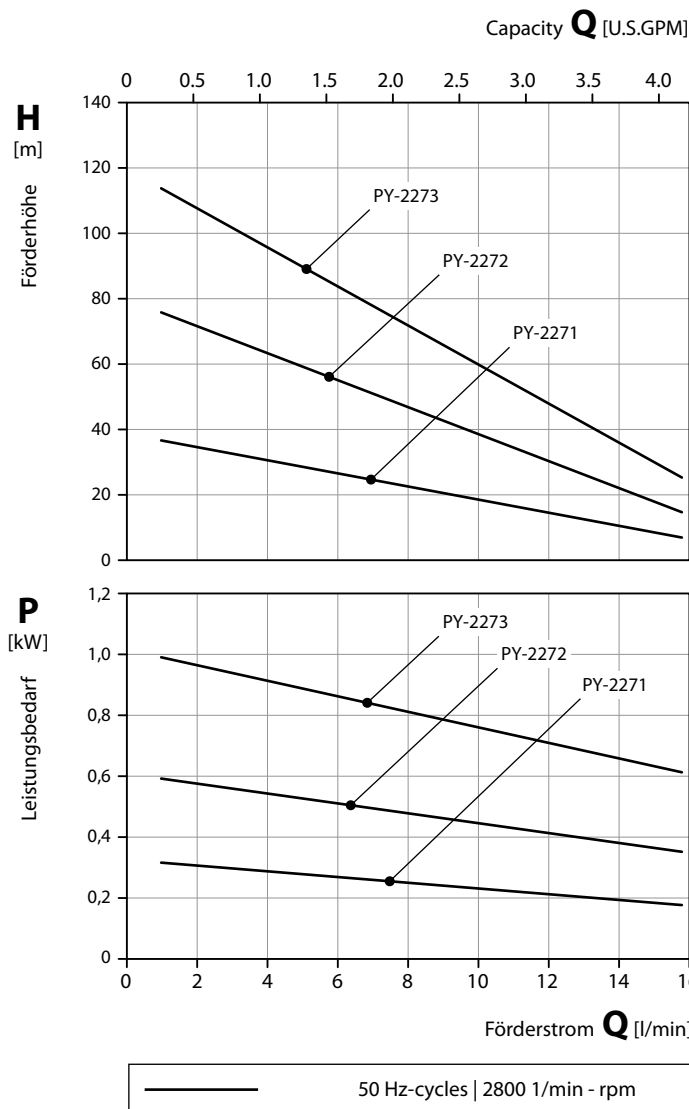 Capacity Q [U.S.GPM]
0 0.5 1.0 1.5 2.0 2.5 3.0 3.5 4.0
H
[m]
Förderhöhe
140
120
100
80
60
40
20
0
PY-2273
PY-2272
PY-2271
P
[kW]
Leistungsbedarf
1,2
1,0
0,8
0,6
0,4
0,2
0
PY-2273
PY-2272
PY-2271
0 2 4 6 8 10 12 14 16
Förderstrom Q [l/min]
50 Hz-cycles | 2800 1/min - rpm